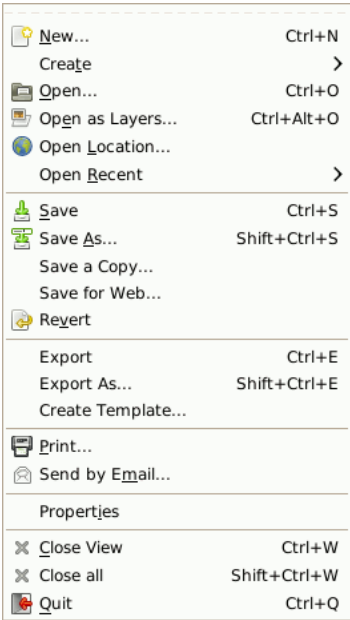 New... Ctrl+N
Create
Open... Ctrl+O
Open as Layers... Ctrl+Alt+O
Open Location...
Open Recent
Save Ctrl+S
Save As... Shift+Ctrl+S
Save a Copy...
Save for Web...
Revert
Export Ctrl+E
Export As... Shift+Ctrl+E
Create Template...
Print...
Send by Email...
Properties
Close View Ctrl+W
Close all Shift+Ctrl+W
Quit Ctrl+Q